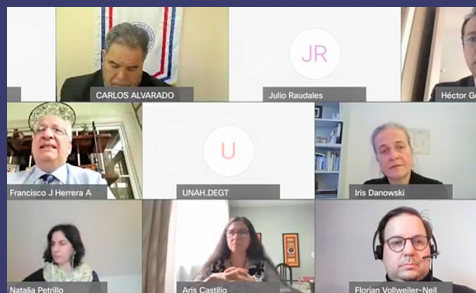 CARLOS ALVARADO
JR
Julio Raudales
Héctor G
Francisco J Herrera A
U
UNAH.DEGT
Iris Danowski
Natalia Petrillo
Aris Castillo
Florian Vollweiler-Nell